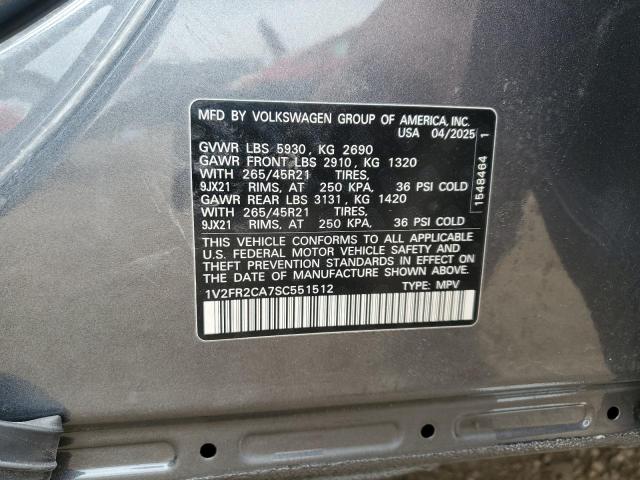 MFD BY VOLKSWAGEN GROUP OF AMERICA, INC.
USA 04/2025
GVWR LBS 5930, KG 2690
GAWR FRONT LBS 2910, KG 1320
WITH 265/45R21 TIRES,
9JX21 RIMS, AT 250 KPA, 36 PSI COLD
GAWR REAR LBS 3131, KG 1420
WITH 265/45R21 TIRES,
9JX21 RIMS, AT 250 KPA, 36 PSI COLD
THIS VEHICLE CONFORMS TO ALL APPLICABLE
U.S. FEDERAL MOTOR VEHICLE SAFETY AND
THEFT PREVENTION STANDARDS IN EFFECT ON
THE DATE OF MANUFACTURE SHOWN ABOVE.
1V2FR2CA7SC551512 TYPE: MPV
1548464 1